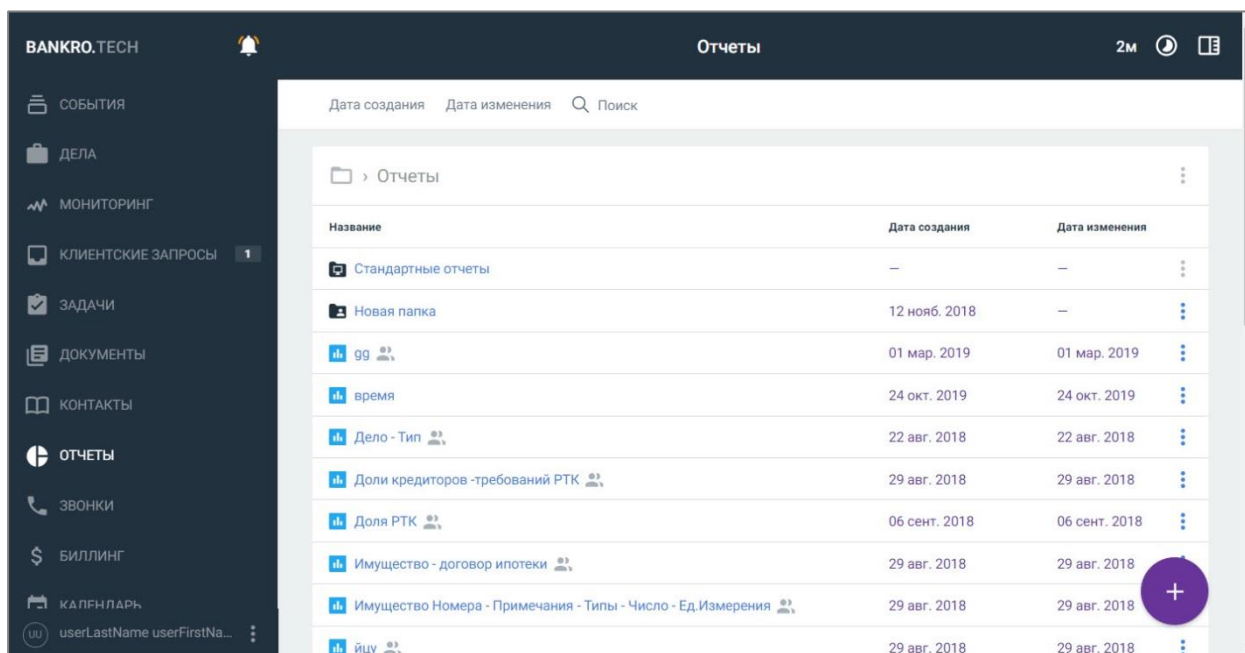 BANKRO.TECH
Отчеты
2м
СОБЫТИЯ
ДЕЛА
МОНИТОРИНГ
КЛИЕНТСКИЕ ЗАПРОСЫ 1
ЗАДАЧИ
ДОКУМЕНТЫ
КОНТАКТЫ
ОТЧЕТЫ
ЗВОНКИ
БИЛЛИНГ
КАЛЕНДАРЬ
UU userLastName userFirstNa...
Дата создания Дата изменения Поиск
› Отчеты
Название Дата создания Дата изменения
Стандартные отчеты – –
Новая папка 12 нояб. 2018 –
gg 01 мар. 2019 01 мар. 2019
время 24 окт. 2019 24 окт. 2019
Дело - Тип 22 авг. 2018 22 авг. 2018
Доли кредиторов -требований РТК 29 авг. 2018 29 авг. 2018
Доля РТК 06 сент. 2018 06 сент. 2018
Имущество - договор ипотеки 29 авг. 2018 29 авг. 2018
Имущество Номера - Примечания - Типы - Число - Ед.Измерения 29 авг. 2018 29 авг. 2018
йцу 29 авг. 2018 29 авг. 2018